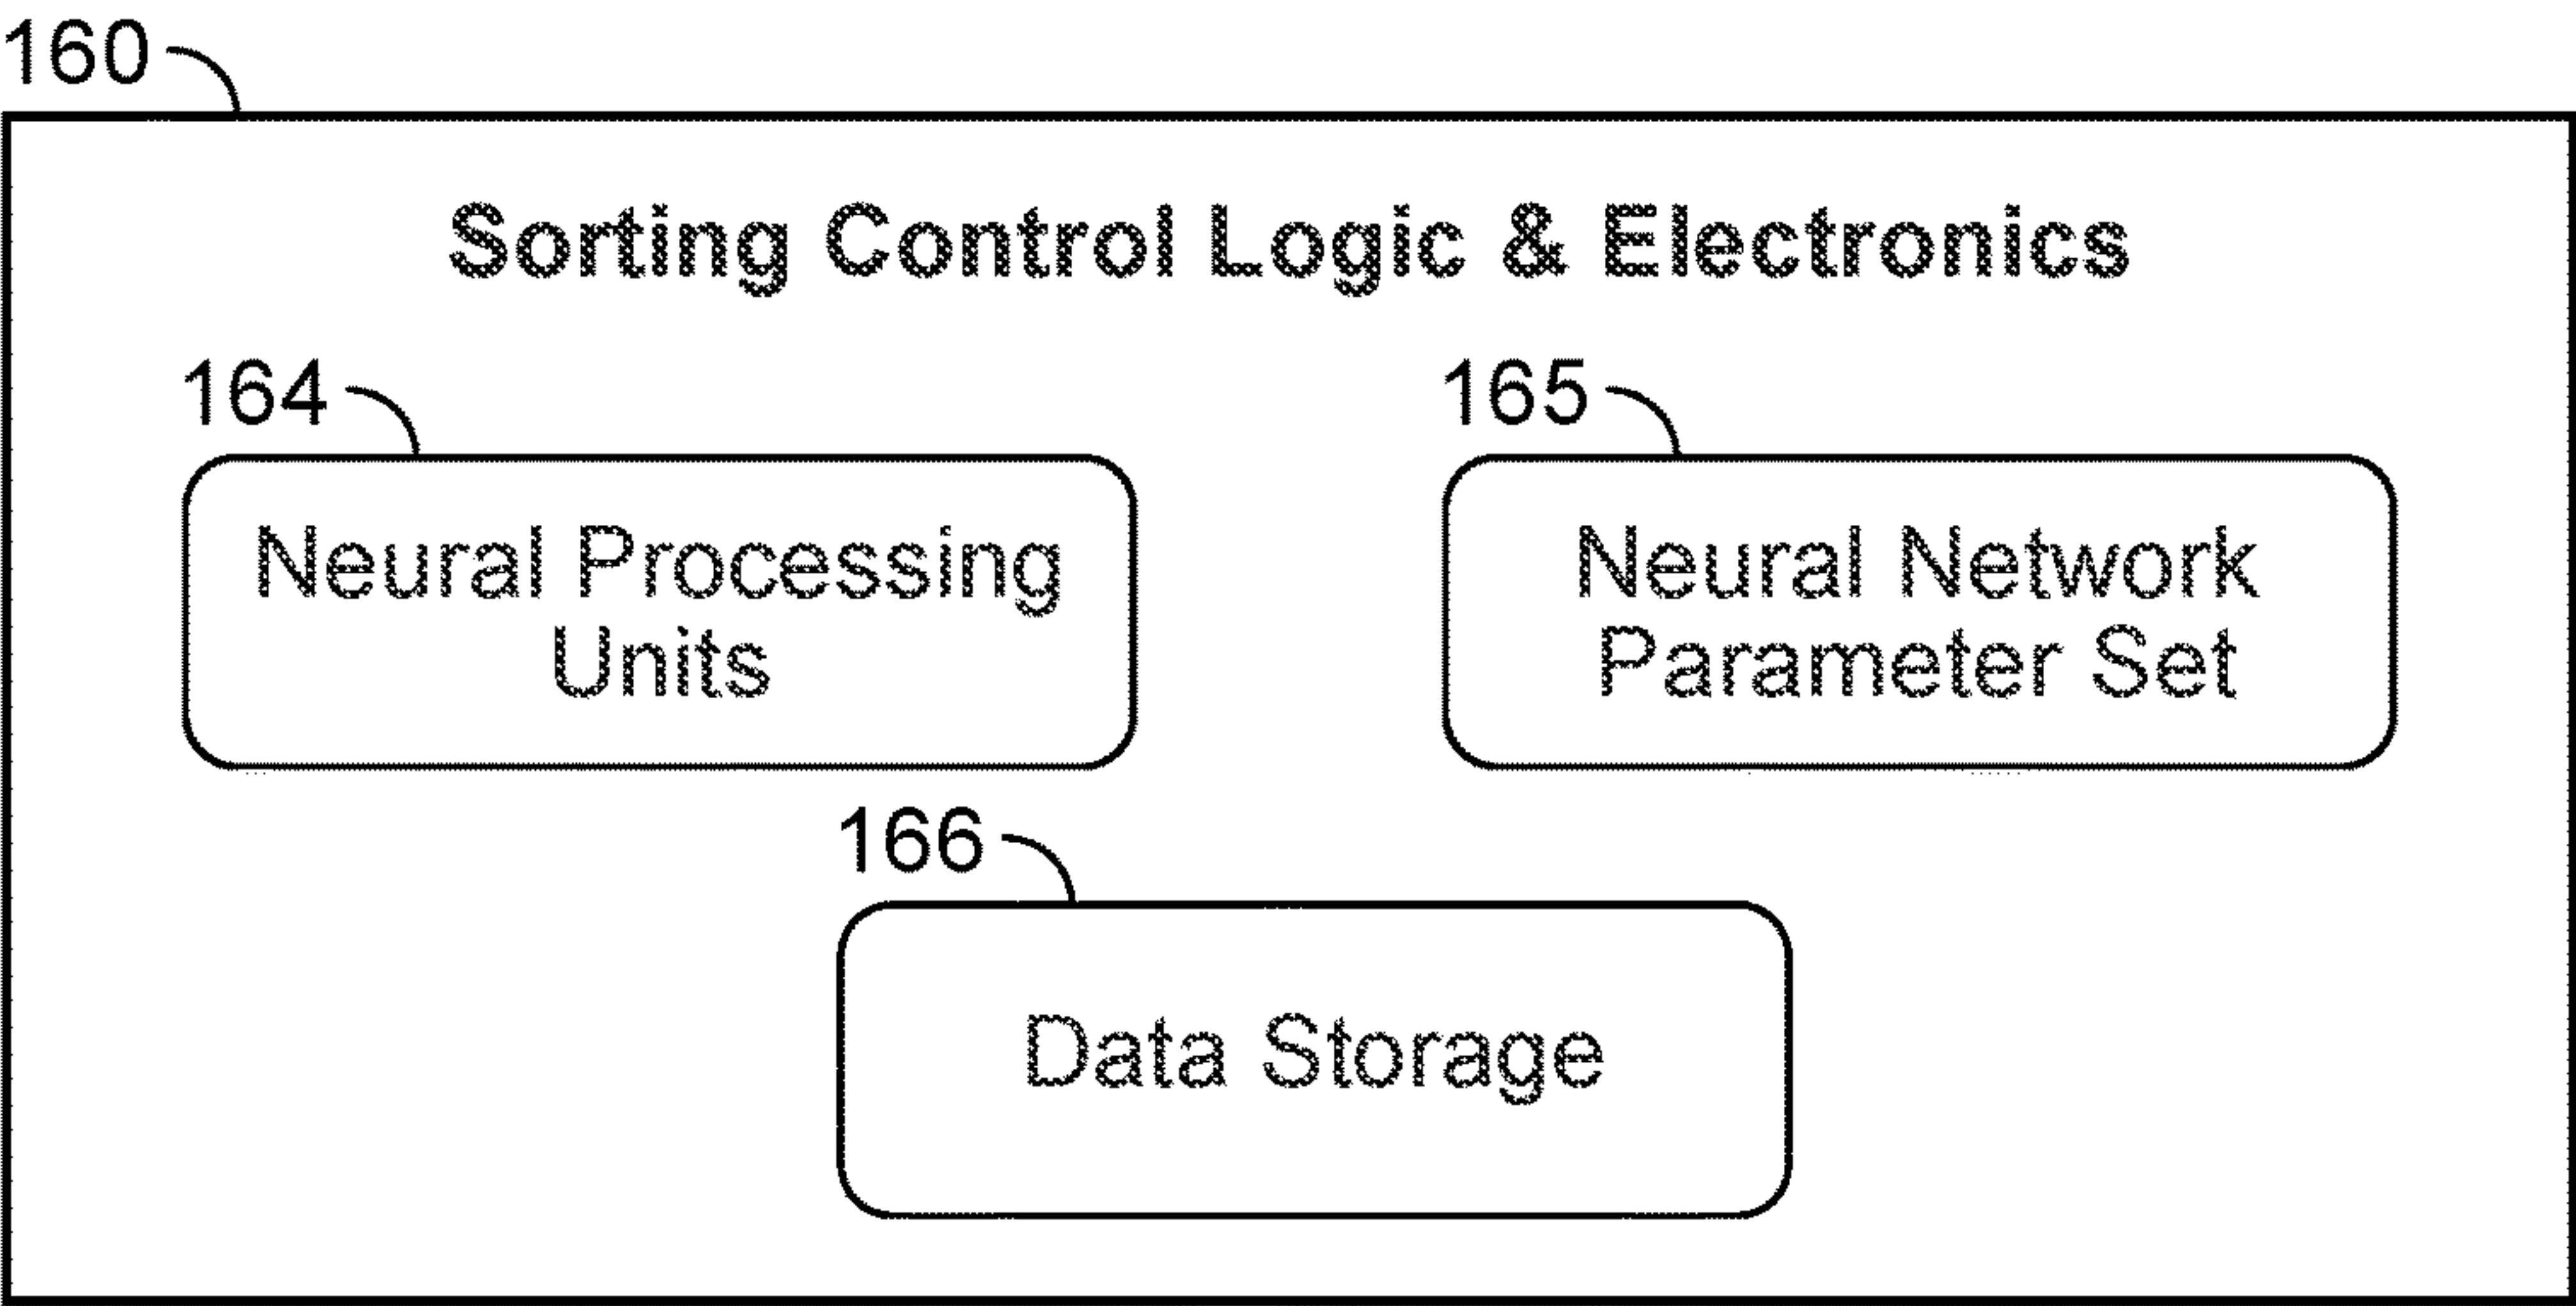 160
Sorting Control Logic & Electronics
164
Neural Processing
Units
165
Neural Network
Parameter Set
166
Data Storage